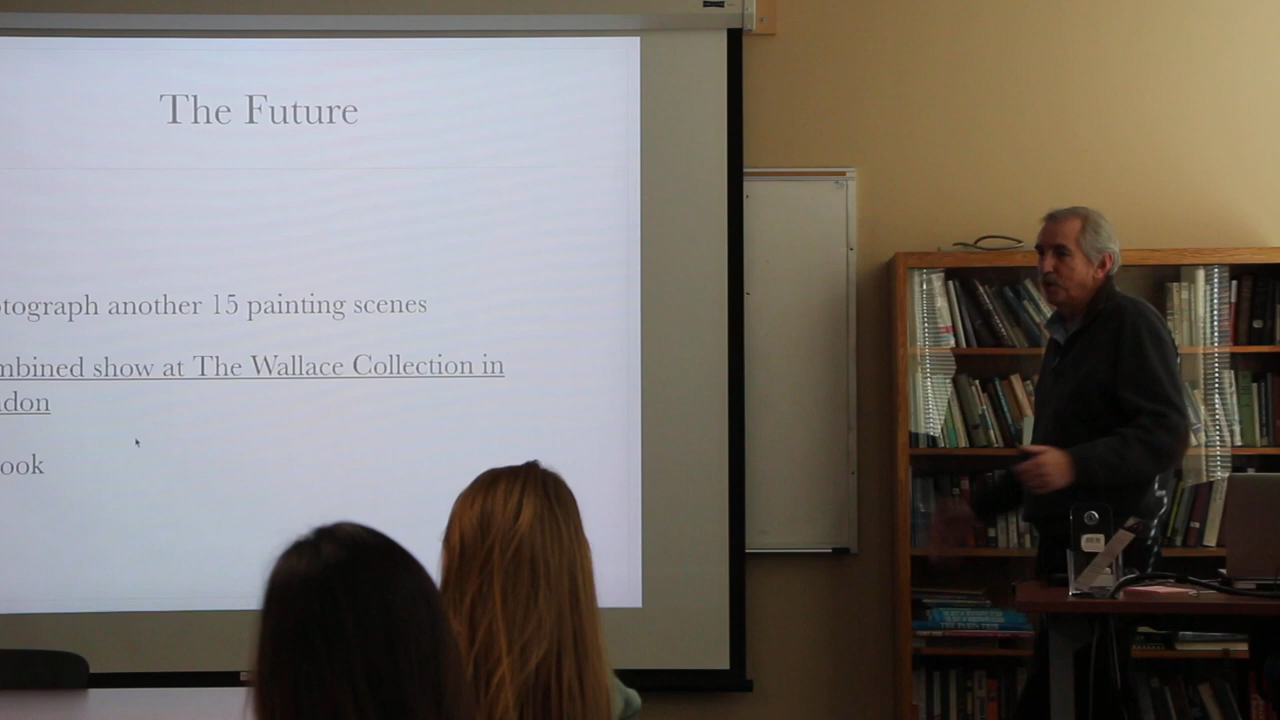 The Future
otograph another 15 painting scenes
mbined show at The Wallace Collection in
ndon
ook